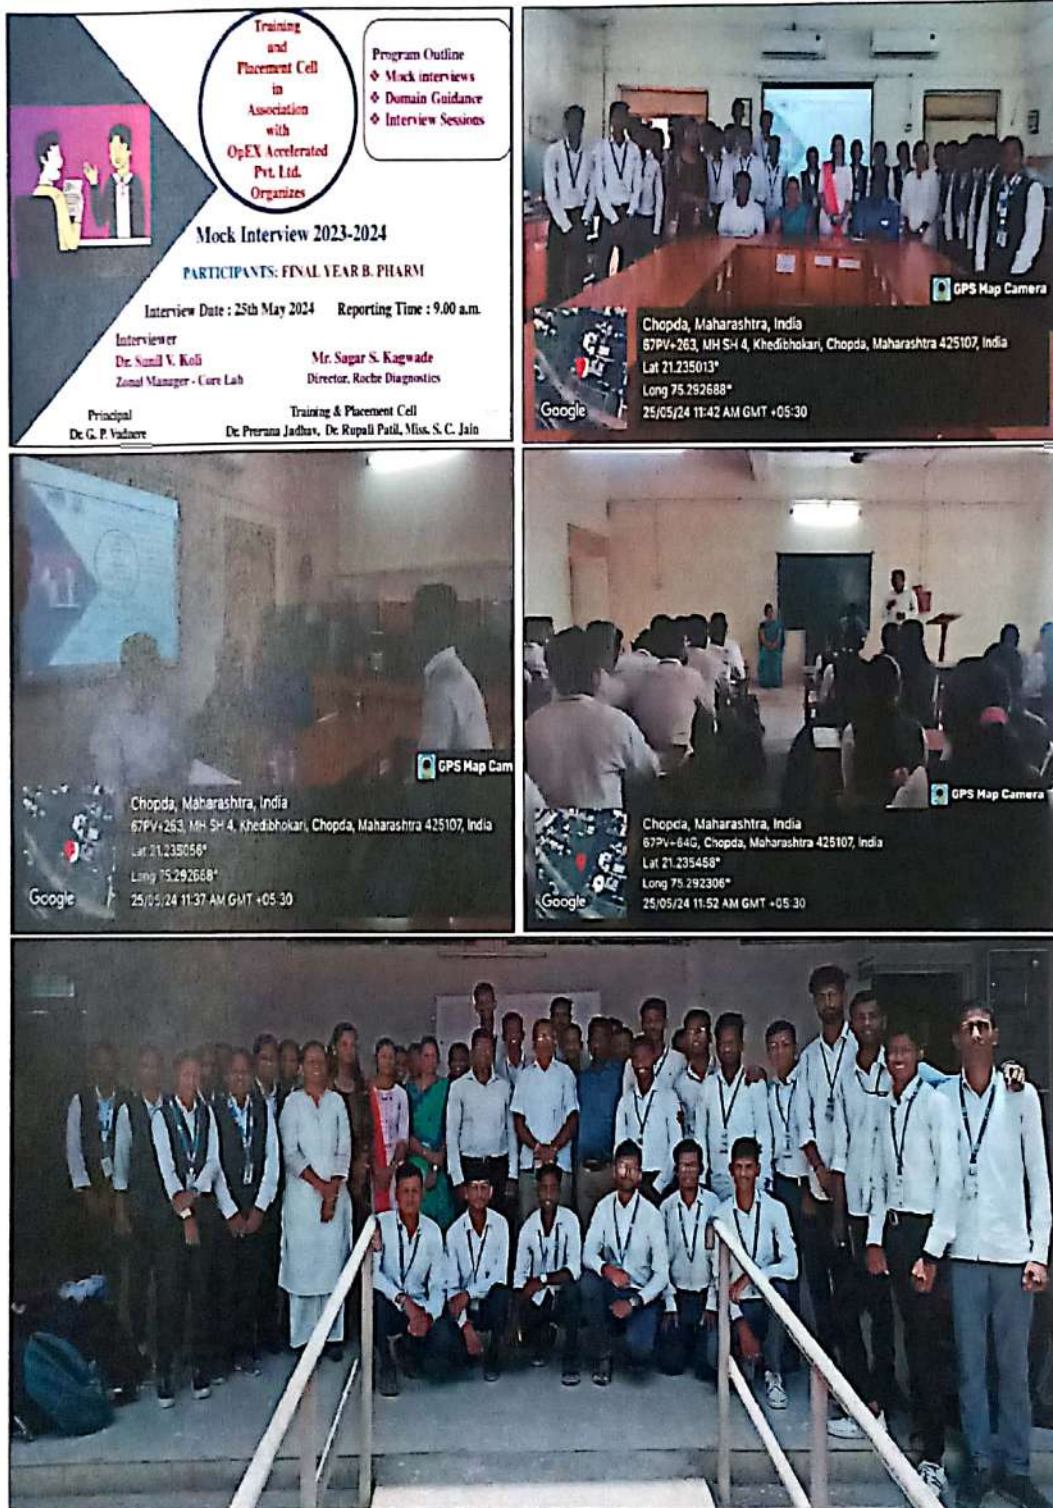 Training
and
Placement Cell
in
Association
with
OpEX Accelerated
Pvt. Ltd.
Organizes
Program Outline
❖ Mock interviews
❖ Domain Guidance
❖ Interview Sessions
Mock Interview 2023-2024
PARTICIPANTS: FINAL YEAR B. PHARM
Interview Date : 25th May 2024 Reporting Time : 9.00 a.m.
Interviewer
Dr. Sunil V. Koli
Zonal Manager - Core Lab
Mr. Sagar S. Kagwade
Director, Roche Diagnostics
Principal
Dr. G. P. Vadnere
Training & Placement Cell
Dr. Prerana Jadhav, Dr. Rupali Patil, Miss. S. C. Jain
GPS Map Camera
Chopda, Maharashtra, India
67PV+263, MH SH 4, Khedibhokari, Chopda, Maharashtra 425107, India
Lat 21.235013°
Long 75.292688°
25/05/24 11:42 AM GMT +05:30
Google
GPS Map Cam
Chopda, Maharashtra, India
67PV+263, MH SH 4, Khedibhokari, Chopda, Maharashtra 425107, India
Lat 21.235056°
Long 75.292668°
25/05/24 11:37 AM GMT +05:30
Google
GPS Map Camera
Chopda, Maharashtra, India
67PV+64G, Chopda, Maharashtra 425107, India
Lat 21.235458°
Long 75.292306°
25/05/24 11:52 AM GMT +05:30
Google